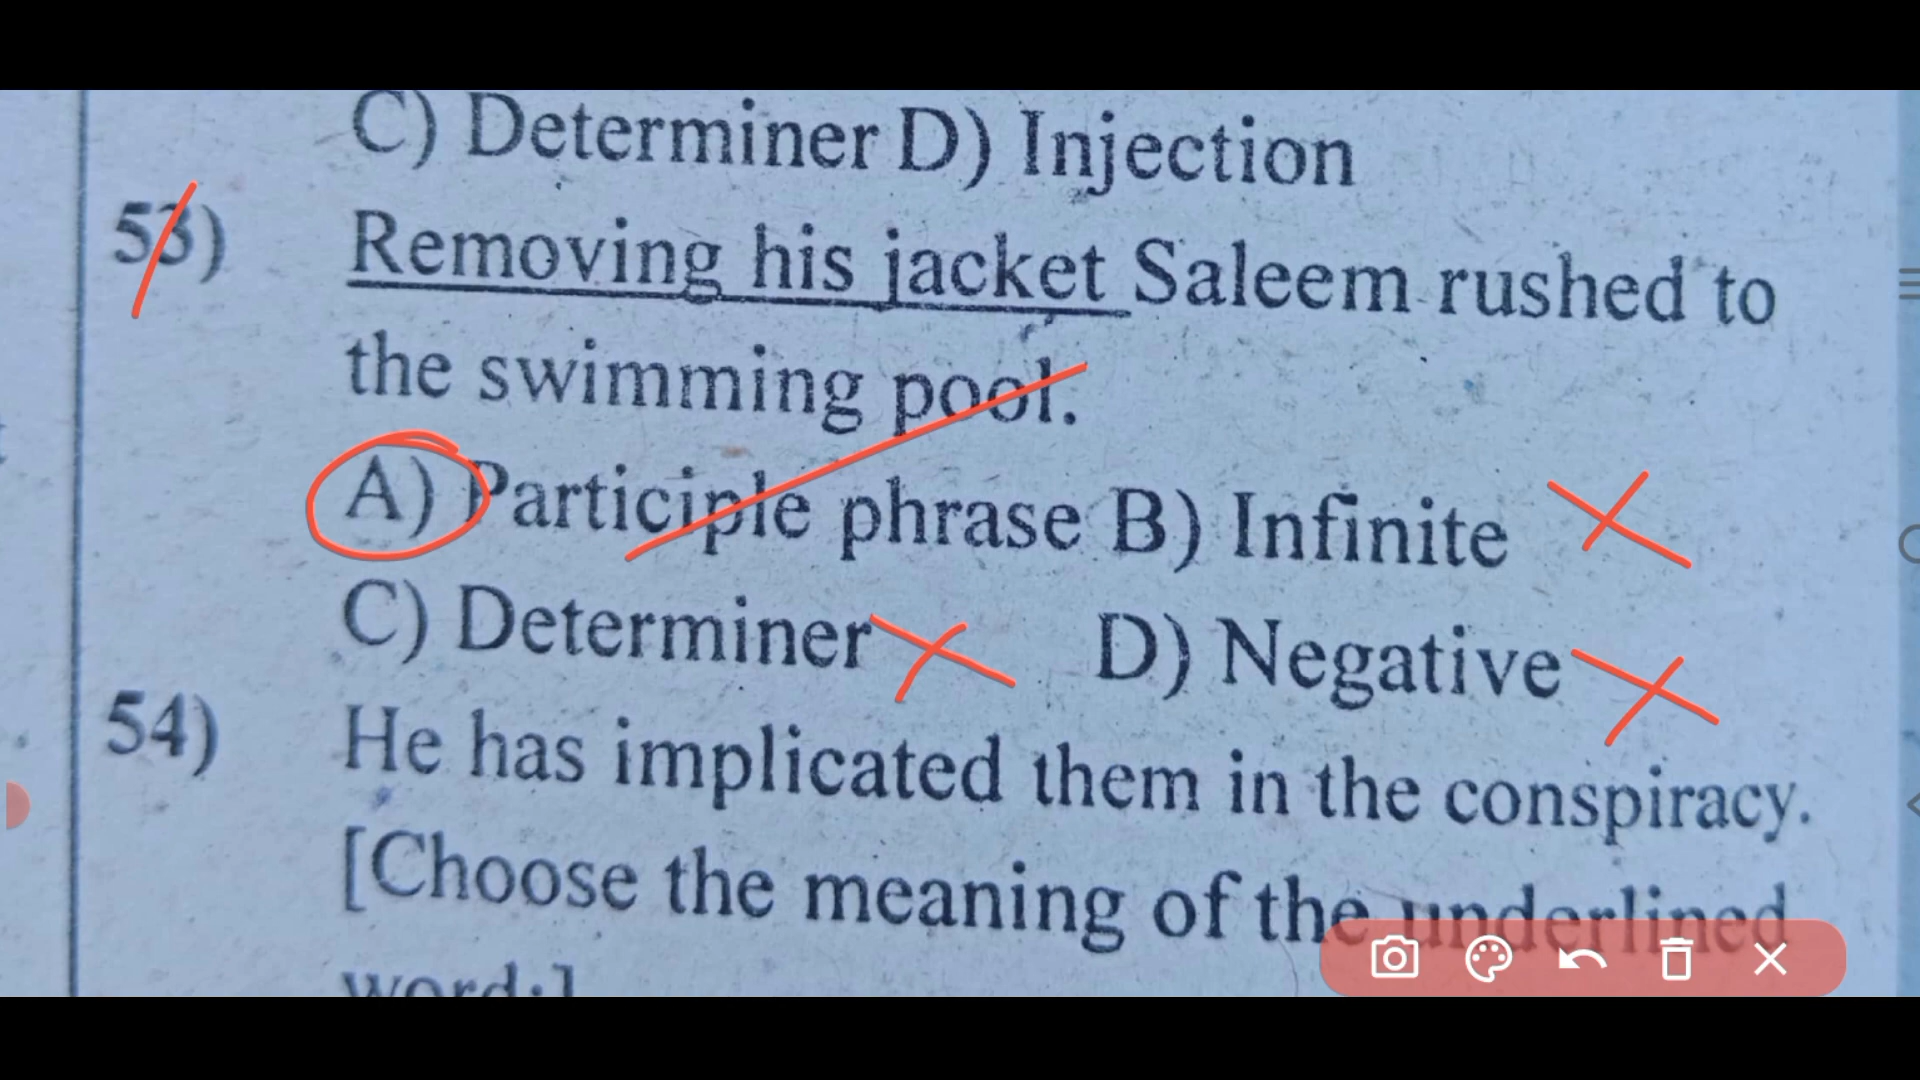 C) Determiner D) Injection
53) Removing his jacket Saleem rushed to
the swimming pool.
A) Participle phrase B) Infinite
C) Determiner D) Negative
54) He has implicated them in the conspiracy.
[Choose the meaning of the underlined
word:]